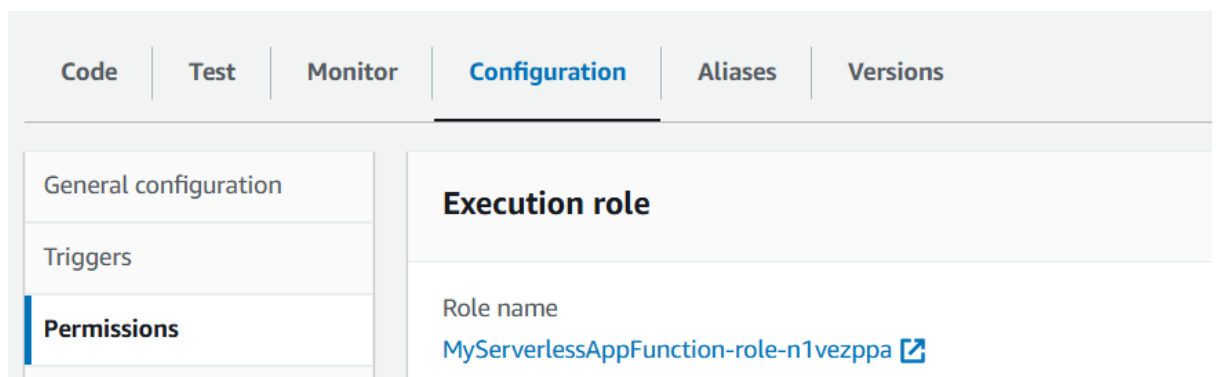 Code Test Monitor Configuration Aliases Versions
General configuration
Triggers
Permissions
Execution role
Role name
MyServerlessAppFunction-role-n1vezppa